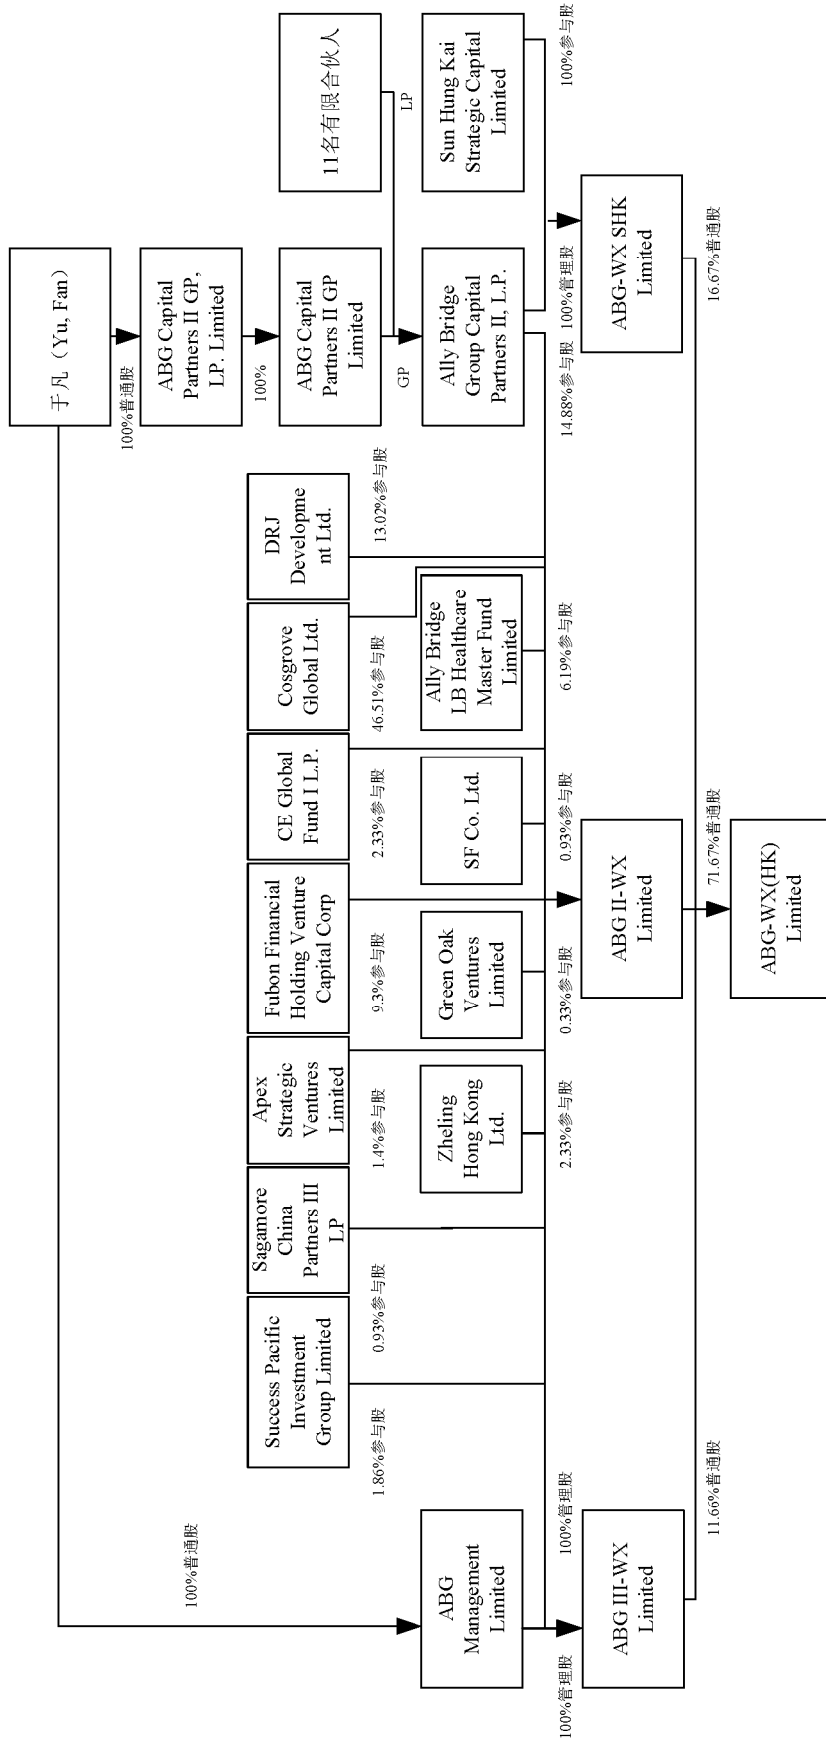 于凡（Yu, Fan）
100%普通股
100%普通股
ABG Capital
Partners II GP,
LP. Limited
100%
ABG Capital
Partners II GP
Limited
11名有限合伙人
GP
LP
Success Pacific
Investment
Group Limited
Sagamore
China
Partners III
LP
Apex
Strategic
Ventures
Limited
Fubon Financial
Holding Venture
Capital Corp
CE Global
Fund I L.P.
Cosgrove
Global Ltd.
DRJ
Developme
nt Ltd.
1.86%参与股
0.93%参与股
1.4%参与股
9.3%参与股
2.33%参与股
46.51%参与股
13.02%参与股
ABG
Management
Limited
Zheling
Hong Kong
Ltd.
Green Oak
Ventures
Limited
SF Co. Ltd.
Ally Bridge
LB Healthcare
Master Fund
Limited
Ally Bridge
Group Capital
Partners II, L.P.
Sun Hung Kai
Strategic Capital
Limited
100%管理股
100%管理股
2.33%参与股
0.33%参与股
0.93%参与股
6.19%参与股
14.88%参与股
100%管理股
100%参与股
ABG III-WX
Limited
ABG II-WX
Limited
ABG-WX SHK
Limited
11.66%普通股
71.67%普通股
16.67%普通股
ABG-WX(HK)
Limited